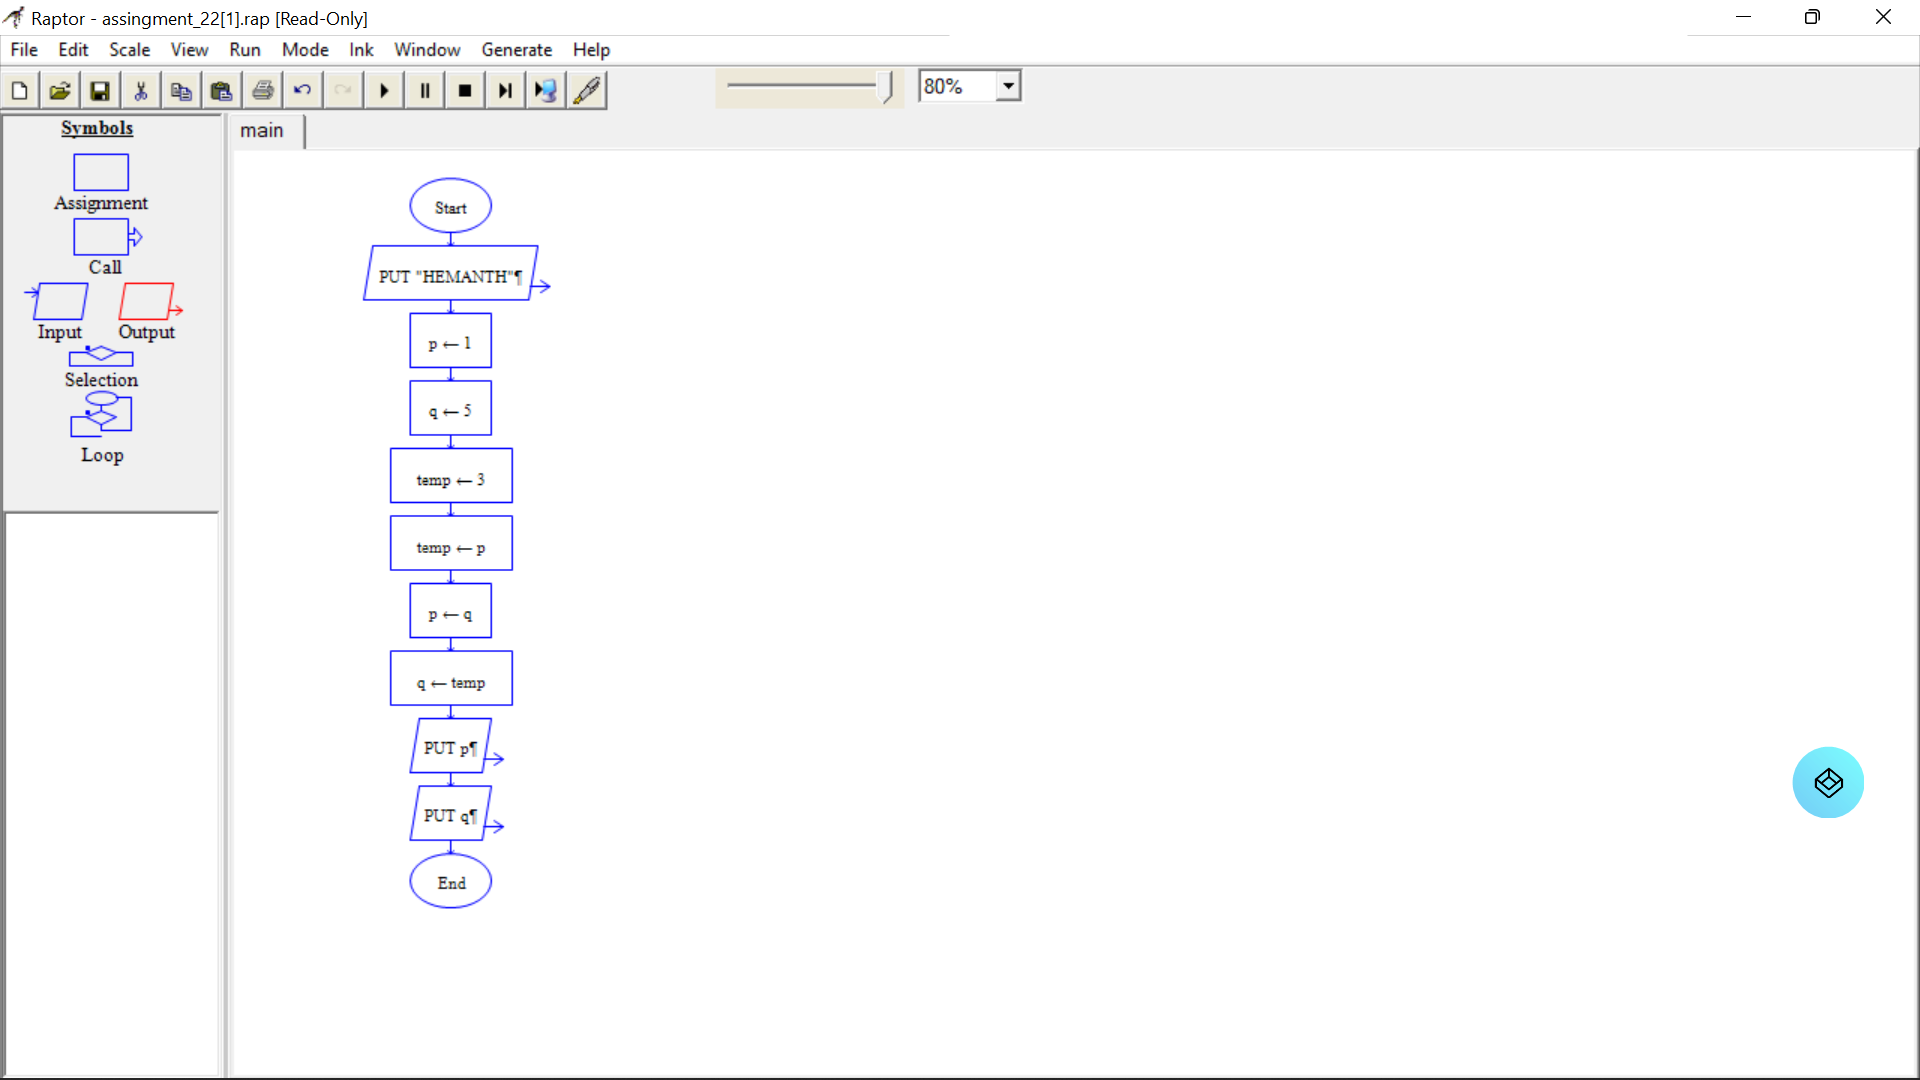 Raptor - assingment_22[1].rap [Read-Only]
File Edit Scale View Run Mode Ink Window Generate Help
80%
Symbols
Assignment
Call
Input Output
Selection
Loop
main
Start
PUT "HEMANTH"¶
p ← 1
q ← 5
temp ← 3
temp ← p
p ← q
q ← temp
PUT p¶
PUT q¶
End